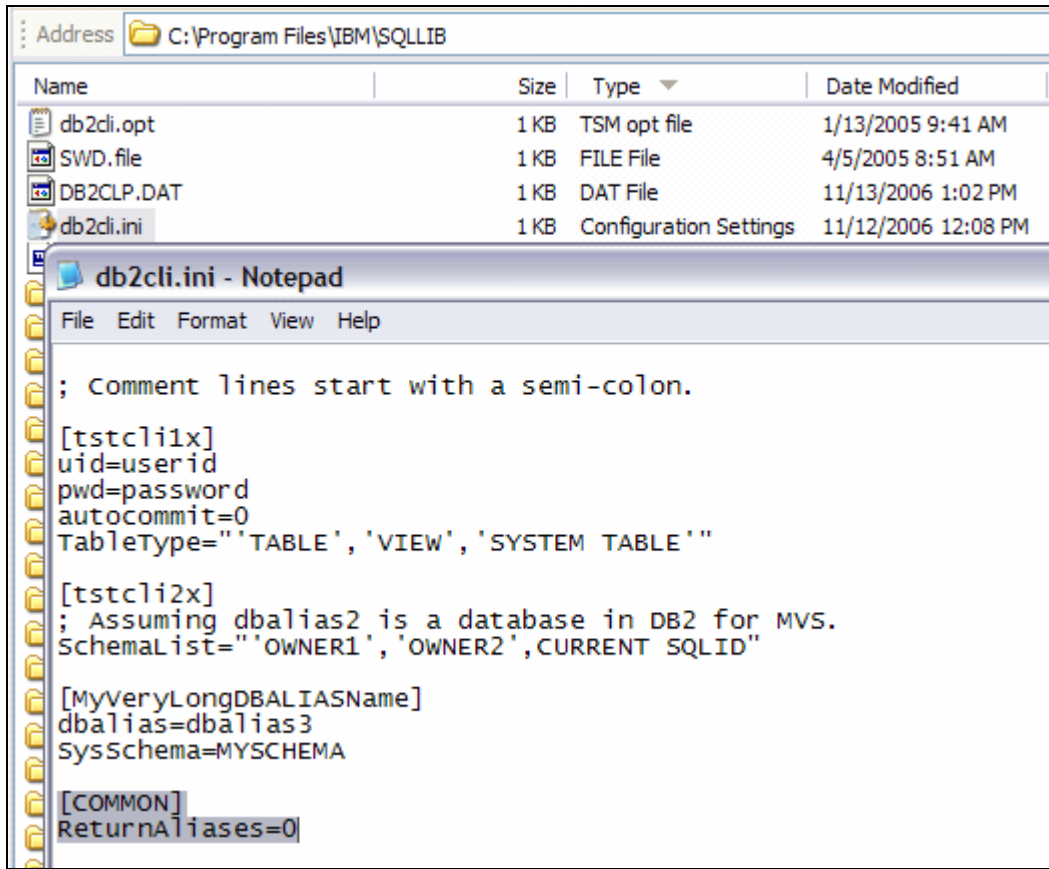 Address C:\Program Files\IBM\SQLLIB
Name Size Type Date Modified
db2cli.opt 1 KB TSM opt file 1/13/2005 9:41 AM
SWD.file 1 KB FILE File 4/5/2005 8:51 AM
DB2CLP.DAT 1 KB DAT File 11/13/2006 1:02 PM
db2cli.ini 1 KB Configuration Settings 11/12/2006 12:08 PM
db2cli.ini - Notepad
File Edit Format View Help
; Comment lines start with a semi-colon.
[tstcli1x]
uid=userid
pwd=password
autocommit=0
TableType="'TABLE','VIEW','SYSTEM TABLE'"
[tstcli2x]
; Assuming dbalias2 is a database in DB2 for MVS.
SchemaList="'OWNER1','OWNER2',CURRENT SQLID"
[MyVeryLongDBALIASName]
dbalias=dbalias3
SysSchema=MYSCHEMA
[COMMON]
ReturnAliases=0